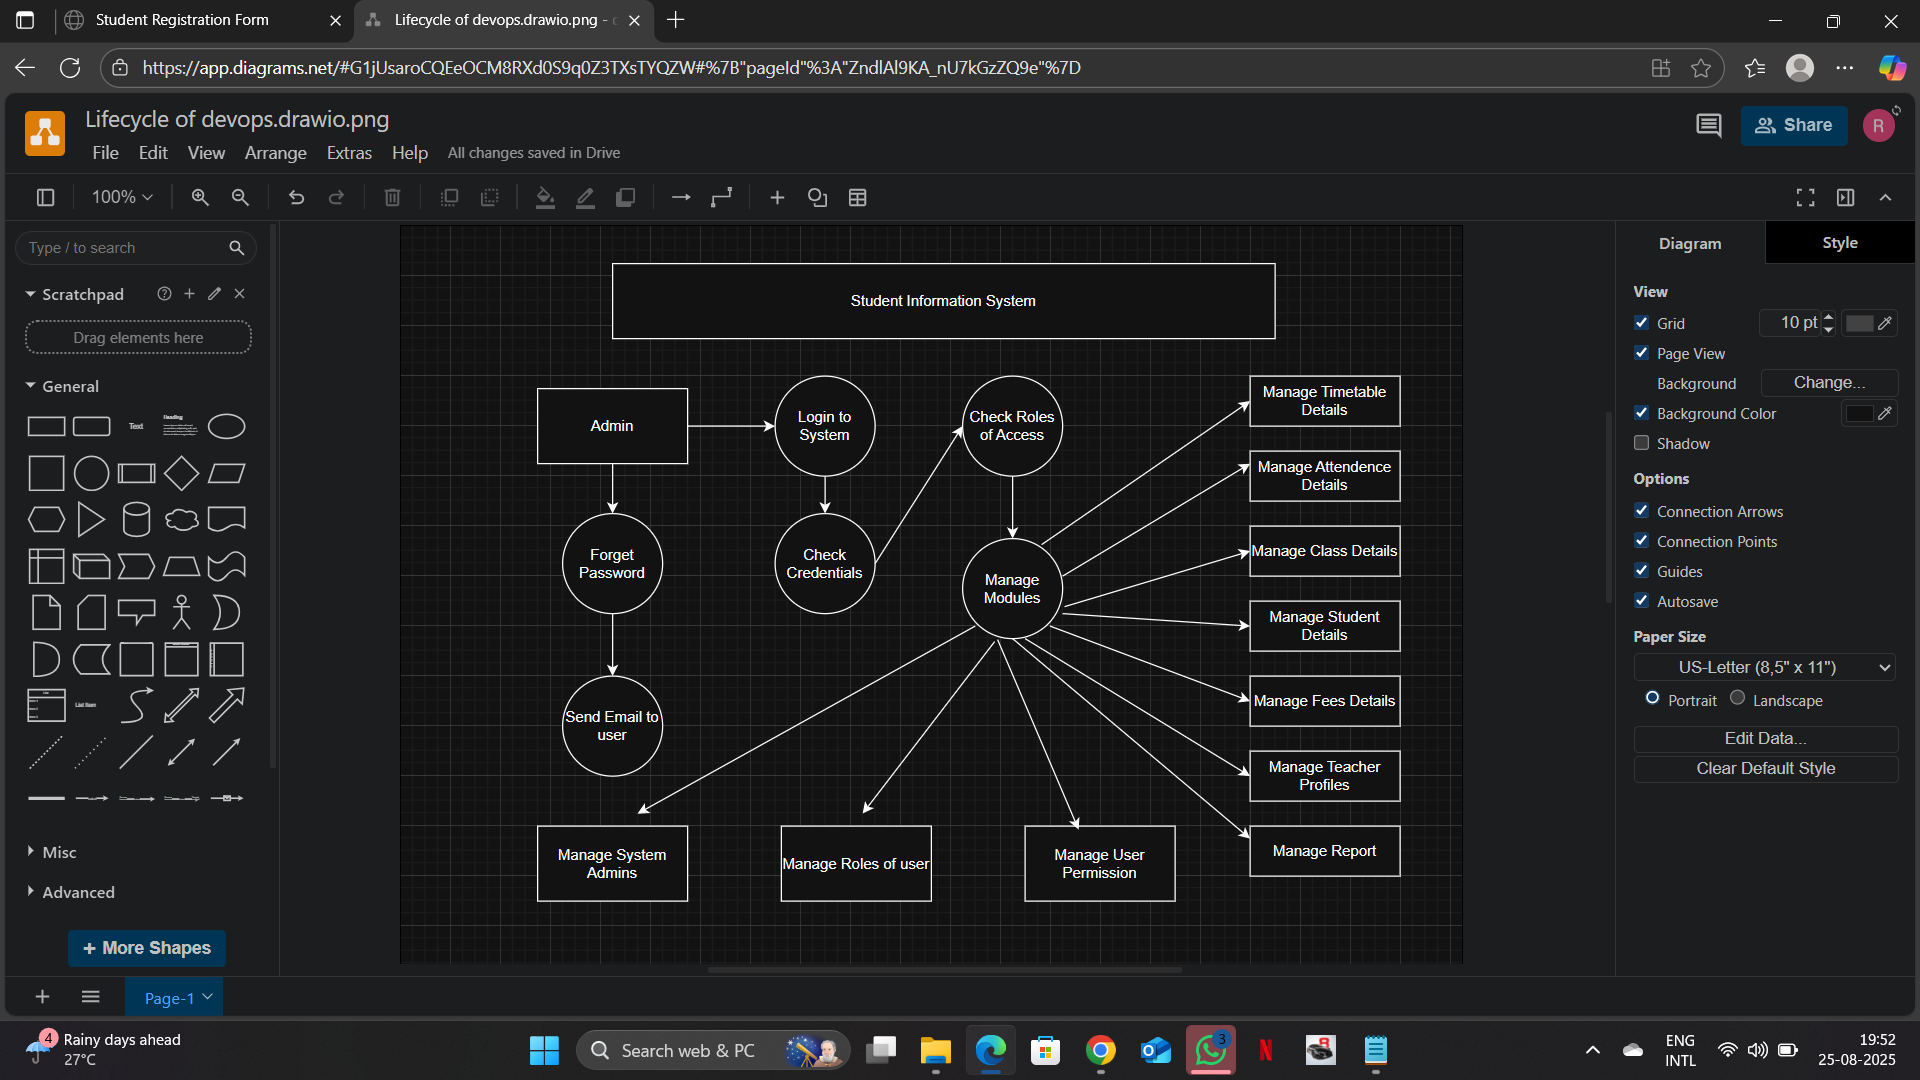 Student Registration Form
Lifecycle of devops.drawio.png -
https://app.diagrams.net/#G1jUsaroCQEeOCM8RXd0S9q0Z3TXsTYQZW#%7B"pageId"%3A"ZndlAl9KA_nU7kGzZQ9e"%7D
Lifecycle of devops.drawio.png
File Edit View Arrange Extras Help All changes saved in Drive
Share
R
100%
Type / to search
Scratchpad
Drag elements here
General
Text
Heading
List Item
Misc
Advanced
+ More Shapes
Student Information System
Admin
Login to
System
Check Roles
of Access
Forget
Password
Check
Credentials
Manage
Modules
Send Email to
user
Manage Timetable
Details
Manage Attendence
Details
Manage Class Details
Manage Student
Details
Manage Fees Details
Manage Teacher
Profiles
Manage Report
Manage System
Admins
Manage Roles of user
Manage User
Permission
Diagram
Style
View
Grid 10 pt
Page View
Background Change...
Background Color
Shadow
Options
Connection Arrows
Connection Points
Guides
Autosave
Paper Size
US-Letter (8,5" x 11")
Portrait Landscape
Edit Data...
Clear Default Style
Page-1
4
Rainy days ahead
27°C
Search web & PC
3
ENG
INTL
19:52
25-08-2025